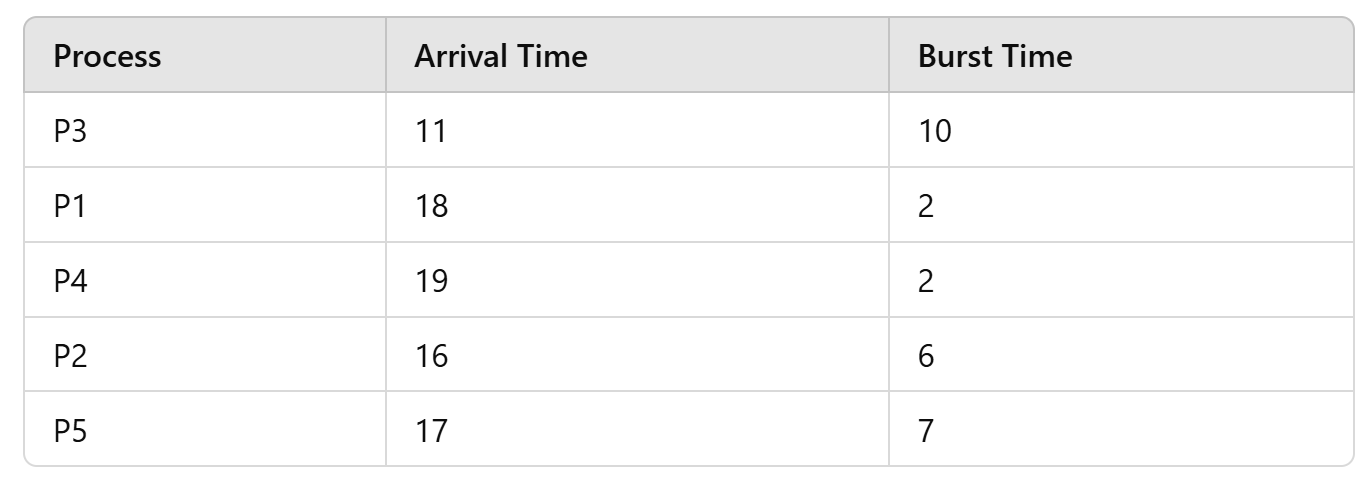 Process Arrival Time Burst Time
P3 11 10
P1 18 2
P4 19 2
P2 16 6
P5 17 7